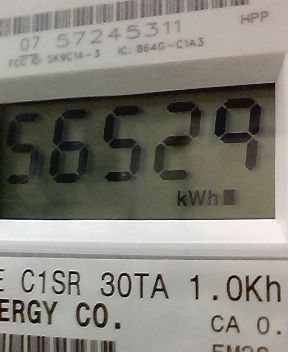 HPP
07 57245311
FCC ID: SK9C1A-3 IC: 864G-C1A3
56529
kWh
E C1SR 30TA 1.0Kh
ERGY CO.
CA 0.